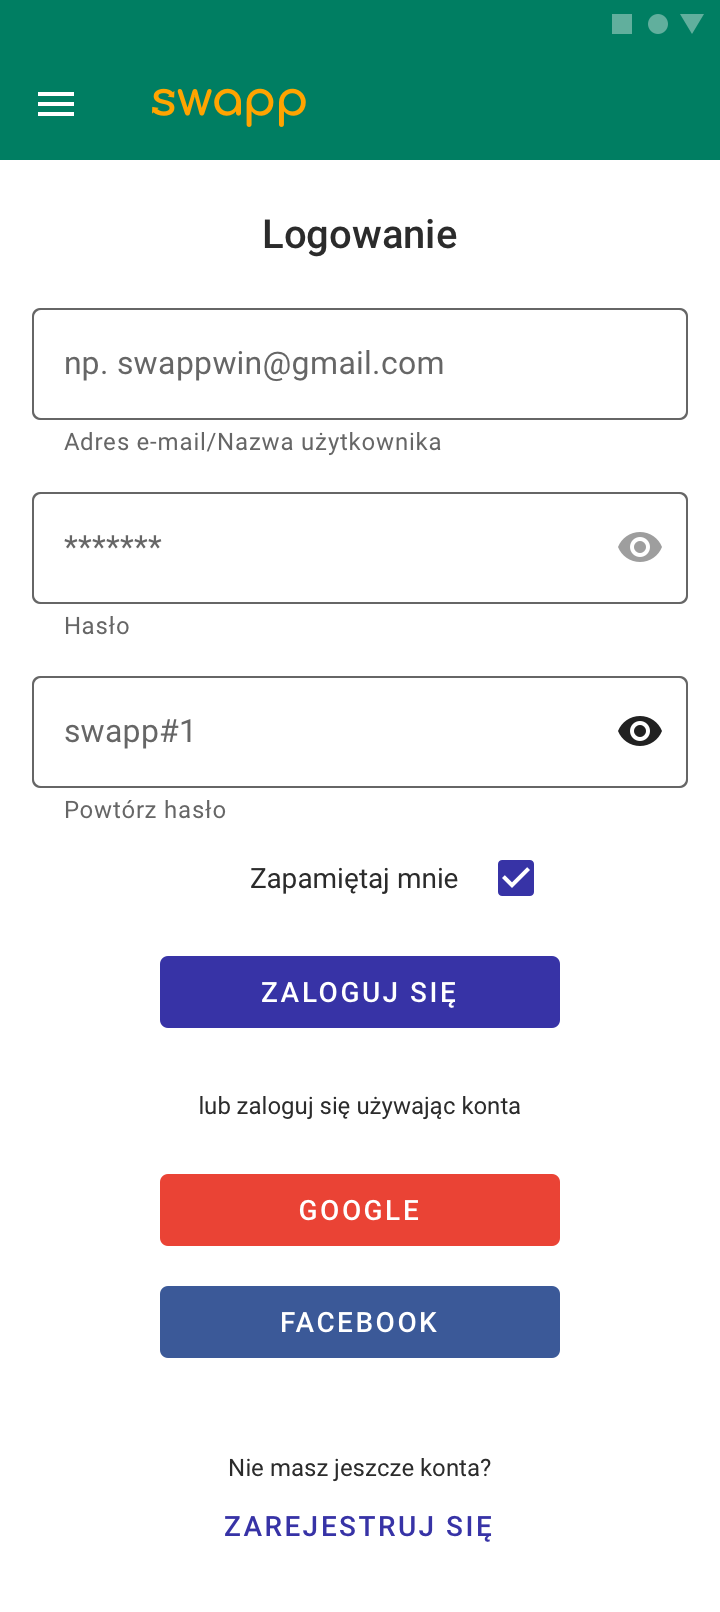 swapp
Logowanie
np. swappwin@gmail.com
Adres e-mail/Nazwa użytkownika
*******
Hasło
swapp#1
Powtórz hasło
Zapamiętaj mnie
ZALOGUJ SIĘ
lub zaloguj się używając konta
GOOGLE
FACEBOOK
Nie masz jeszcze konta?
ZAREJESTRUJ SIĘ